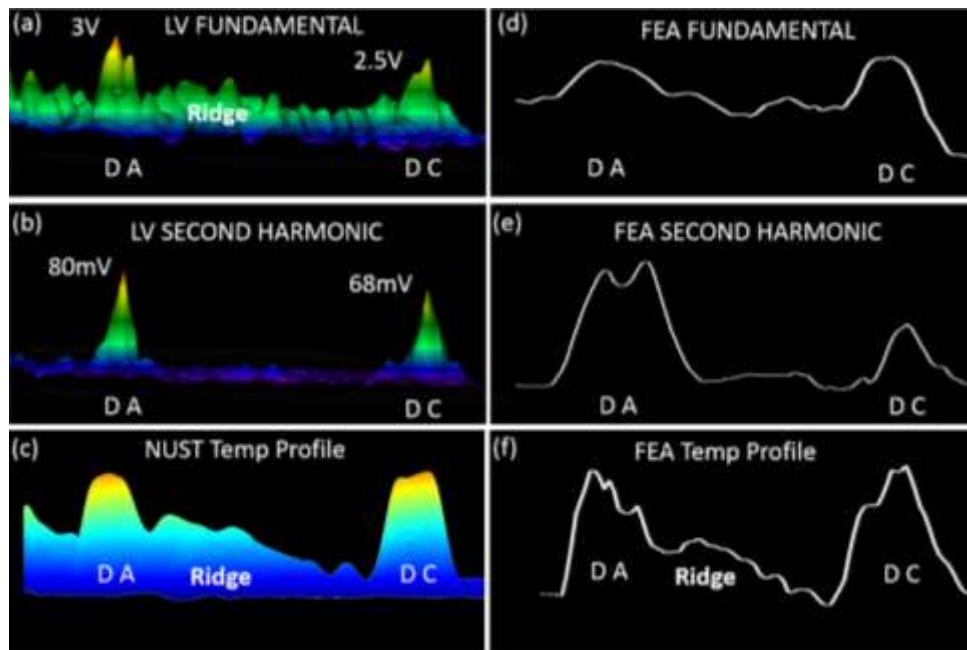 (a)
LV FUNDAMENTAL
3V
2.5V
Ridge
D A
D C
(d)
FEA FUNDAMENTAL
D A
D C
(b)
LV SECOND HARMONIC
80mV
68mV
D A
D C
(e)
FEA SECOND HARMONIC
D A
D C
(c)
NUST Temp Profile
D A
Ridge
D C
(f)
FEA Temp Profile
D A
Ridge
D C